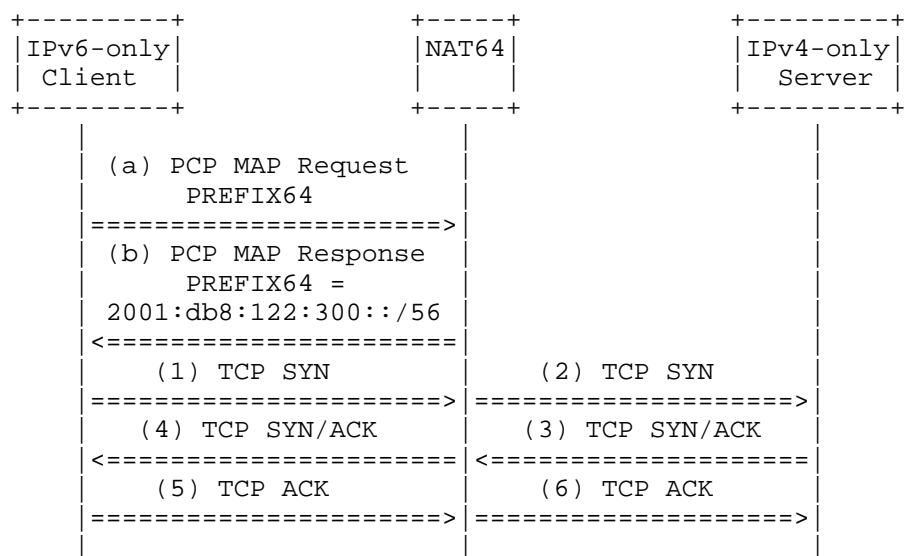 IPv6-only NAT64 IPv4-only
Client Server
(a) PCP MAP Request
PREFIX64
(b) PCP MAP Response
PREFIX64 =
2001:db8:122:300::/56
(1) TCP SYN (2) TCP SYN
(4) TCP SYN/ACK (3) TCP SYN/ACK
(5) TCP ACK (6) TCP ACK